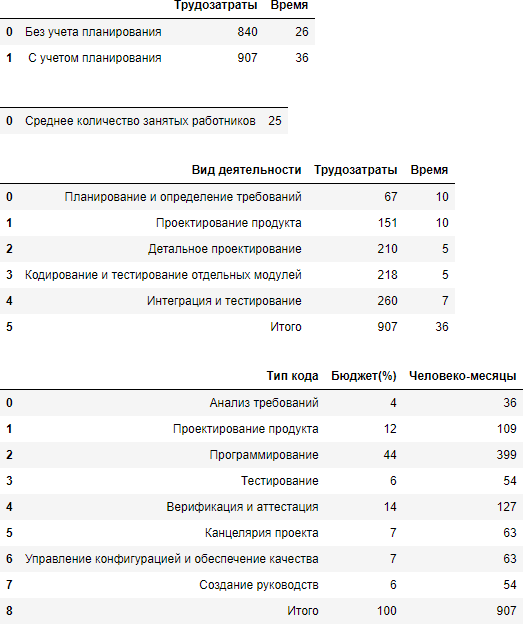 Трудозатраты Время
0 Без учета планирования 840 26
1 С учетом планирования 907 36
0 Среднее количество занятых работников 25
Вид деятельности Трудозатраты Время
0 Планирование и определение требований 67 10
1 Проектирование продукта 151 10
2 Детальное проектирование 210 5
3 Кодирование и тестирование отдельных модулей 218 5
4 Интеграция и тестирование 260 7
5 Итого 907 36
Тип кода Бюджет(%) Человеко-месяцы
0 Анализ требований 4 36
1 Проектирование продукта 12 109
2 Программирование 44 399
3 Тестирование 6 54
4 Верификация и аттестация 14 127
5 Канцелярия проекта 7 63
6 Управление конфигурацией и обеспечение качества 7 63
7 Создание руководств 6 54
8 Итого 100 907